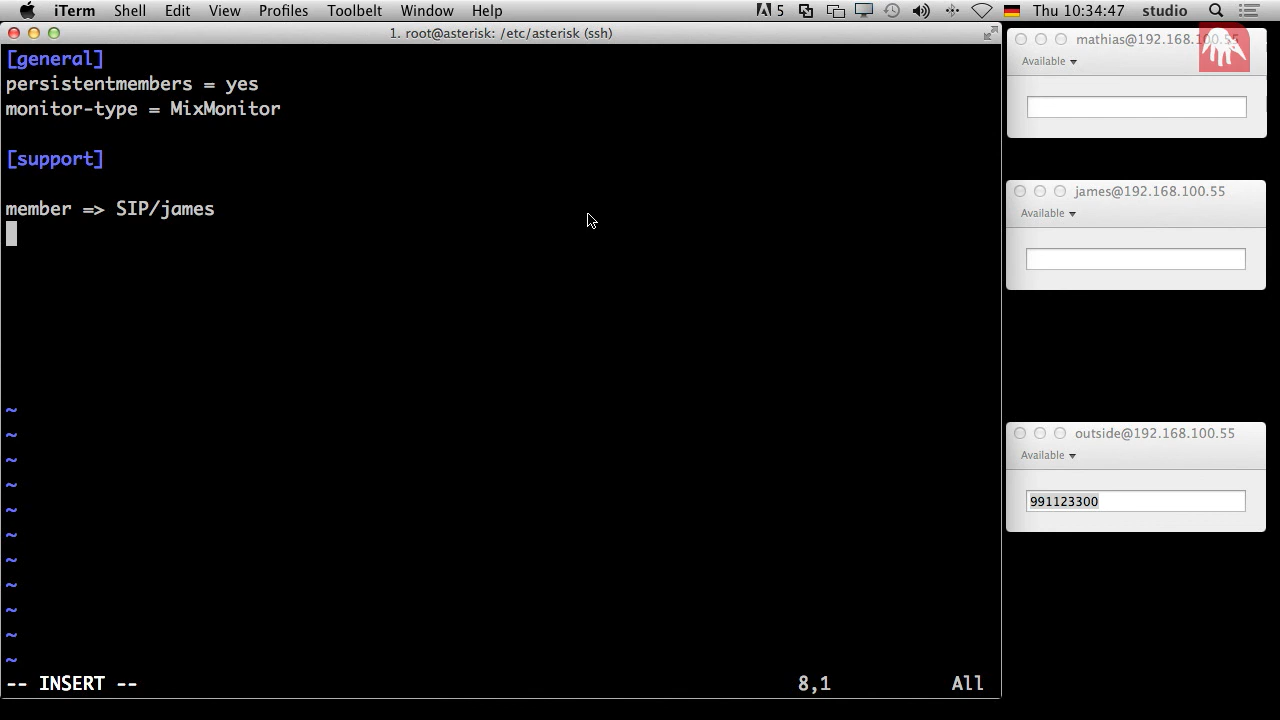 iTerm Shell Edit View Profiles Toolbelt Window Help 5 Thu 10:34:47 studio
1. root@asterisk: /etc/asterisk (ssh)
[general]
persistentmembers = yes
monitor-type = MixMonitor
[support]
member => SIP/james
~
~
~
~
~
~
~
~
~
~
~
-- INSERT -- 8,1 All
mathias@192.168.100.55
Available
james@192.168.100.55
Available
outside@192.168.100.55
Available
991123300